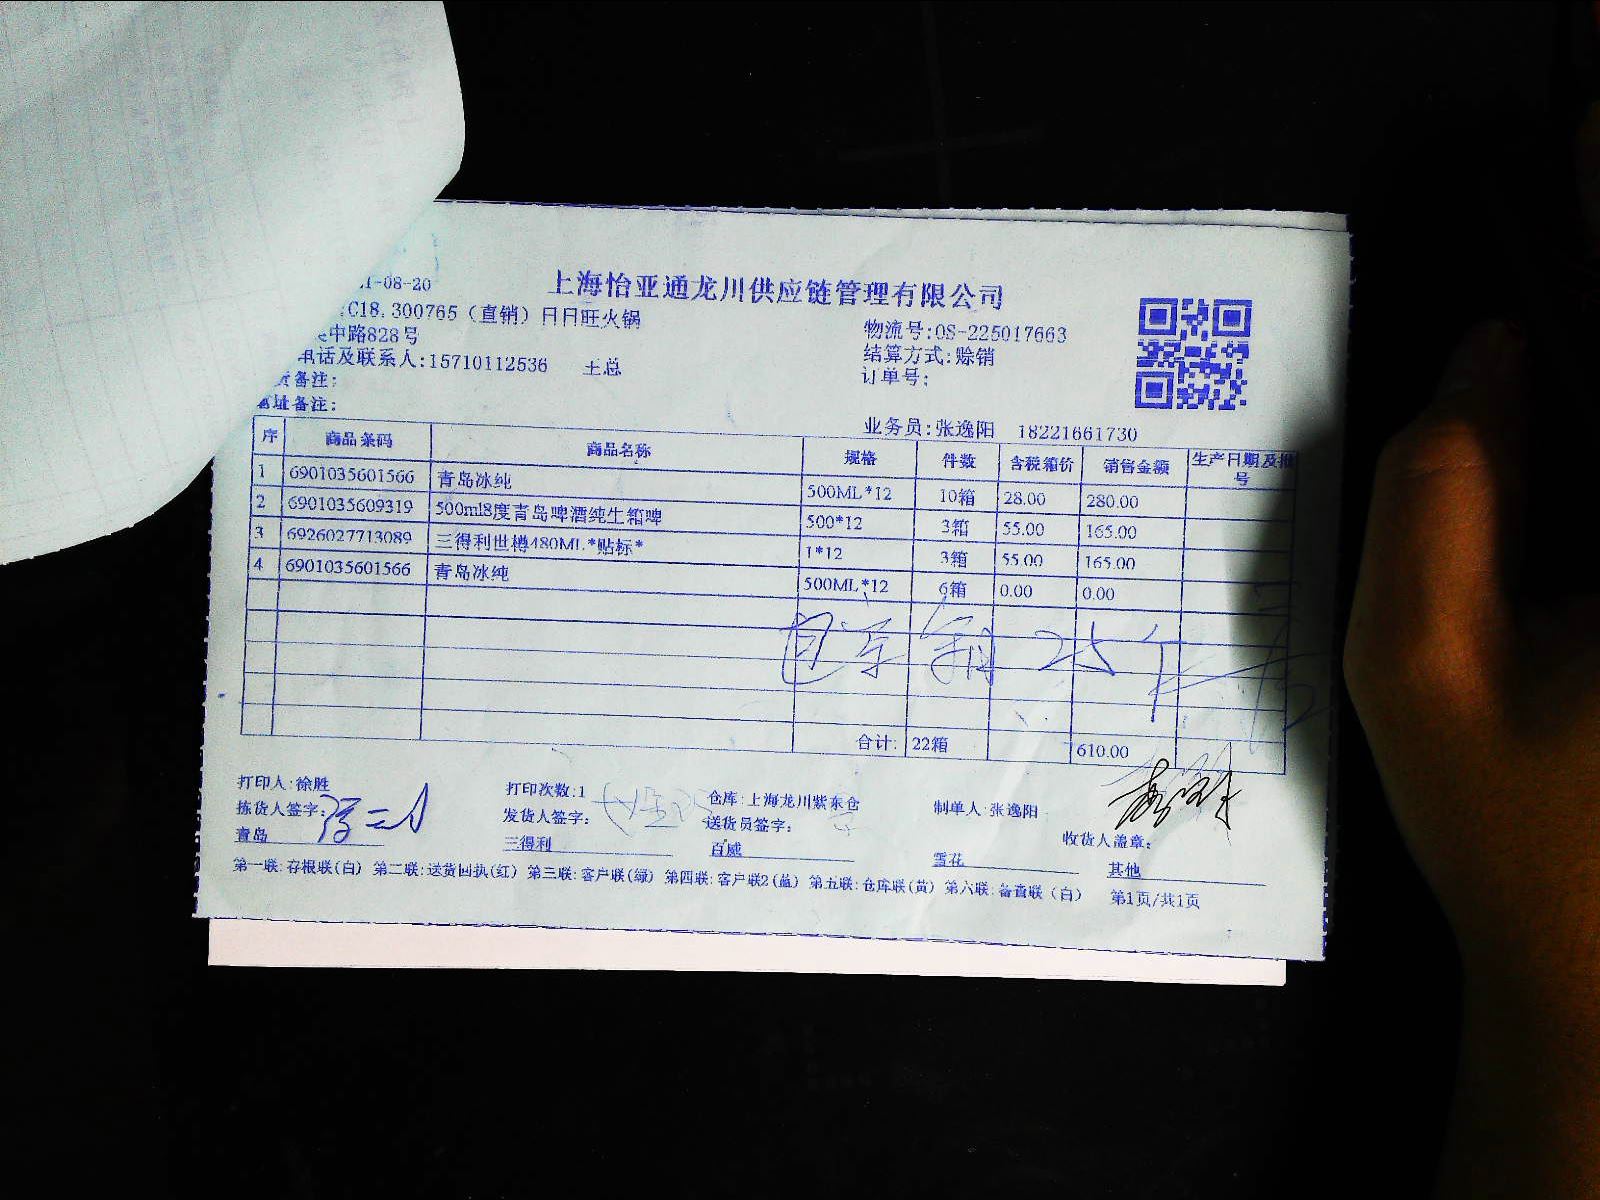 上海怡亚通龙川供应链管理有限公司
1-08-20
C18.300765（直销）日日旺火锅
中路828号
电话及联系人:15710112536 王总
备注:
地址备注:
物流号:OS-225017663
结算方式:赊销
订单号:
业务员:张逸阳 18221661730
序 商品条码 商品名称 规格 件数 含税箱价 销售金额 生产日期及批号
1 6901035601566 青岛冰纯 500ML*12 10箱 28.00 280.00
2 6901035609319 500ml8度青岛啤酒纯生箱啤 500*12 3箱 55.00 165.00
3 6926027713089 三得利世樽480ML*贴标* 1*12 3箱 55.00 165.00
4 6901035601566 青岛冰纯 500ML*12 6箱 0.00 0.00
25
合计: 22箱 610.00
打印人:徐胜 打印次数:1 仓库:上海龙川紫东仓 制单人:张逸阳
拣货人签字: 发货人签字: 送货员签字: 收货人盖章:
青岛 三得利 百威 雪花 其他
第一联:存根联(白) 第二联:送货回执(红) 第三联:客户联(绿) 第四联:客户联2(蓝) 第五联:仓库联(黄) 第六联:备查联(白) 第1页/共1页